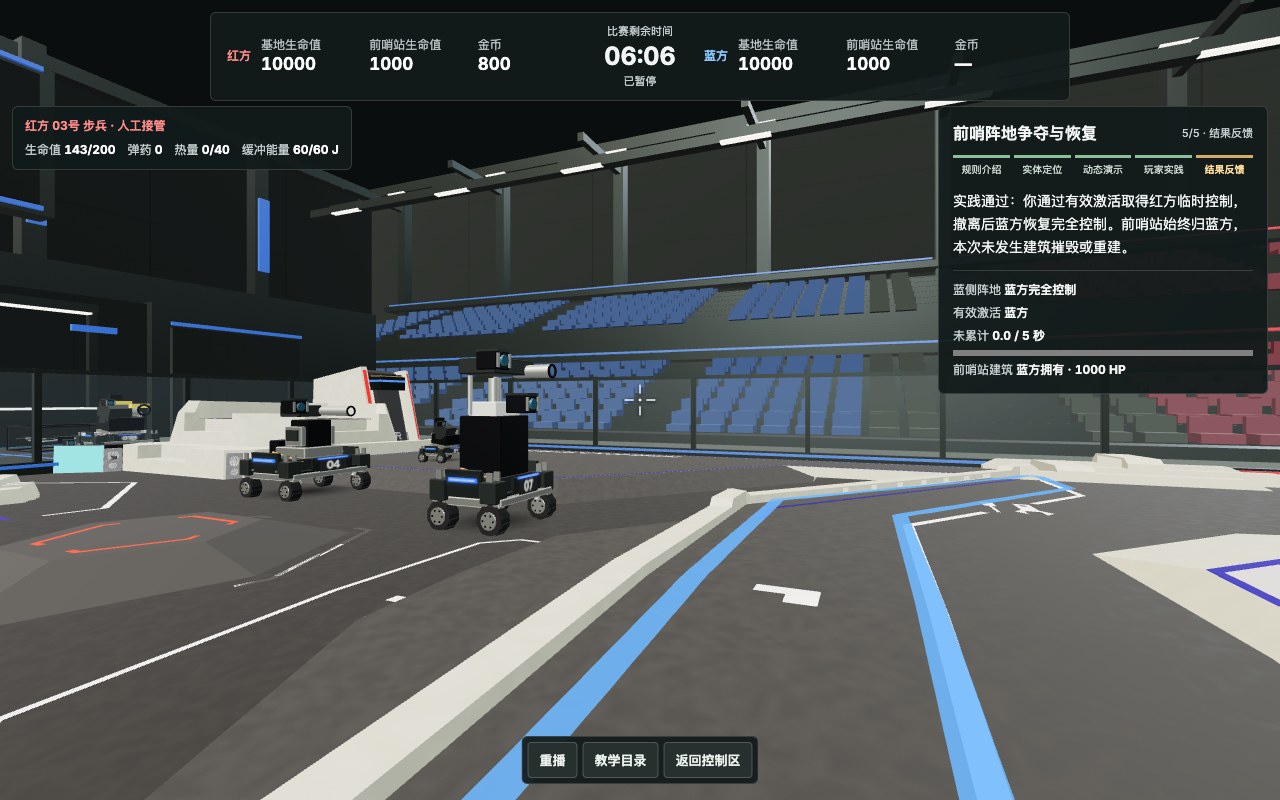 红方
基地生命值
10000
前哨站生命值
1000
金币
800
比赛剩余时间
06:06
已暂停
蓝方
基地生命值
10000
前哨站生命值
1000
金币
—
红方 03号 步兵 · 人工接管
生命值 143/200 弹药 0 热量 0/40 缓冲能量 60/60 J
前哨阵地争夺与恢复
5/5 · 结果反馈
规则介绍 实体定位 动态演示 玩家实践 结果反馈
实践通过：你通过有效激活取得红方临时控制，
撤离后蓝方恢复完全控制。前哨站始终归蓝方，
本次未发生建筑摧毁或重建。
蓝侧阵地 蓝方完全控制
有效激活 蓝方
未累计 0.0 / 5 秒
前哨站建筑 蓝方拥有 · 1000 HP
04
07
重播 教学目录 返回控制区